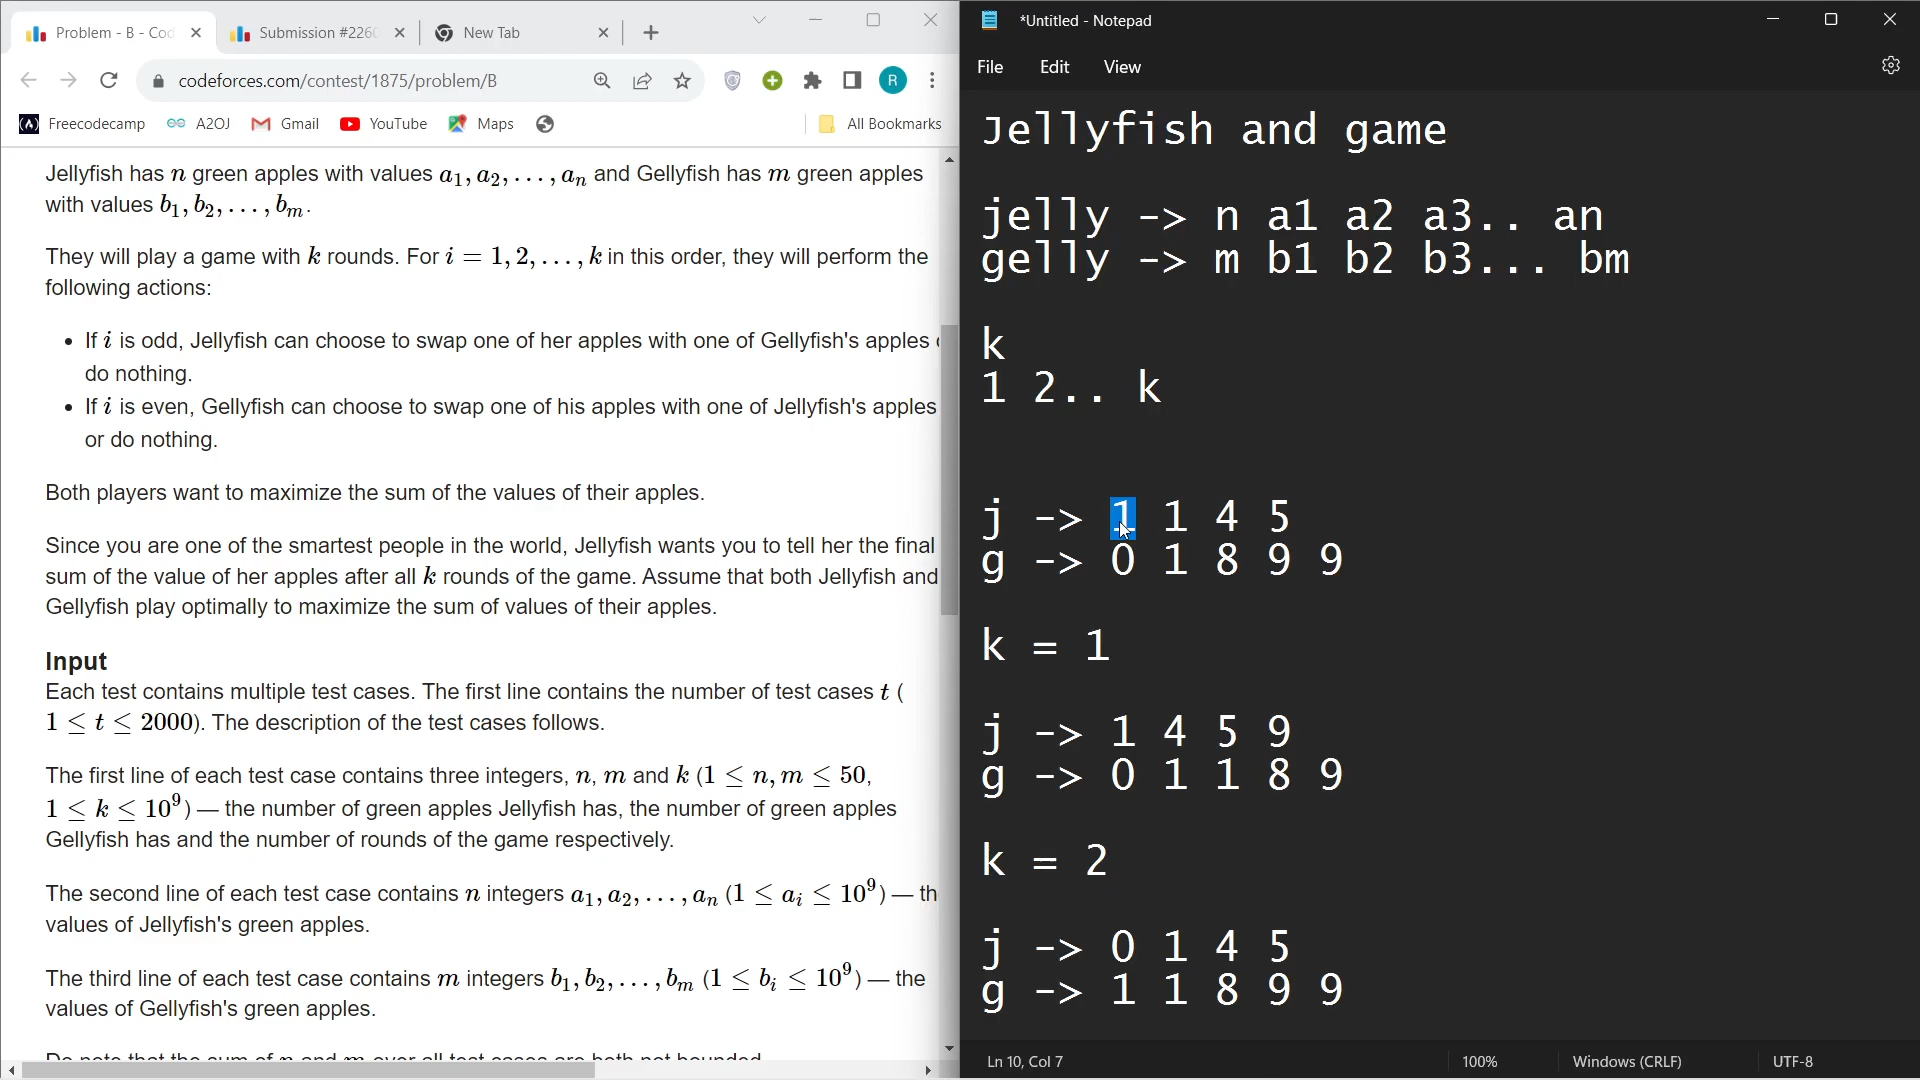 Problem - B - Cod
Submission #2260
New Tab
codeforces.com/contest/1875/problem/B
R
Freecodecamp
A2OJ
Gmail
YouTube
Maps
All Bookmarks
Jellyfish has n green apples with values a1, a2, . . . , an and Gellyfish has m green apples
with values b1, b2, . . . , bm.
They will play a game with k rounds. For i = 1, 2, . . . , k in this order, they will perform the
following actions:
• If i is odd, Jellyfish can choose to swap one of her apples with one of Gellyfish's apples
do nothing.
• If i is even, Gellyfish can choose to swap one of his apples with one of Jellyfish's apples
or do nothing.
Both players want to maximize the sum of the values of their apples.
Since you are one of the smartest people in the world, Jellyfish wants you to tell her the final
sum of the value of her apples after all k rounds of the game. Assume that both Jellyfish and
Gellyfish play optimally to maximize the sum of values of their apples.
Input
Each test contains multiple test cases. The first line contains the number of test cases t (
1 ≤ t ≤ 2000). The description of the test cases follows.
The first line of each test case contains three integers, n, m and k (1 ≤ n, m ≤ 50,
1 ≤ k ≤ 10^9) — the number of green apples Jellyfish has, the number of green apples
Gellyfish has and the number of rounds of the game respectively.
The second line of each test case contains n integers a1, a2, . . . , an (1 ≤ ai ≤ 10^9) — th
values of Jellyfish's green apples.
The third line of each test case contains m integers b1, b2, . . . , bm (1 ≤ bi ≤ 10^9) — the
values of Gellyfish's green apples.
Do note that the sum of n and m over all test cases are both not bounded.
*Untitled - Notepad
File
Edit
View
Jellyfish and game
jelly -> n a1 a2 a3.. an
gelly -> m b1 b2 b3... bm
k
1 2.. k
j -> 1 1 4 5
g -> 0 1 8 9 9
k = 1
j -> 1 4 5 9
g -> 0 1 1 8 9
k = 2
j -> 0 1 4 5
g -> 1 1 8 9 9
Ln 10, Col 7
100%
Windows (CRLF)
UTF-8